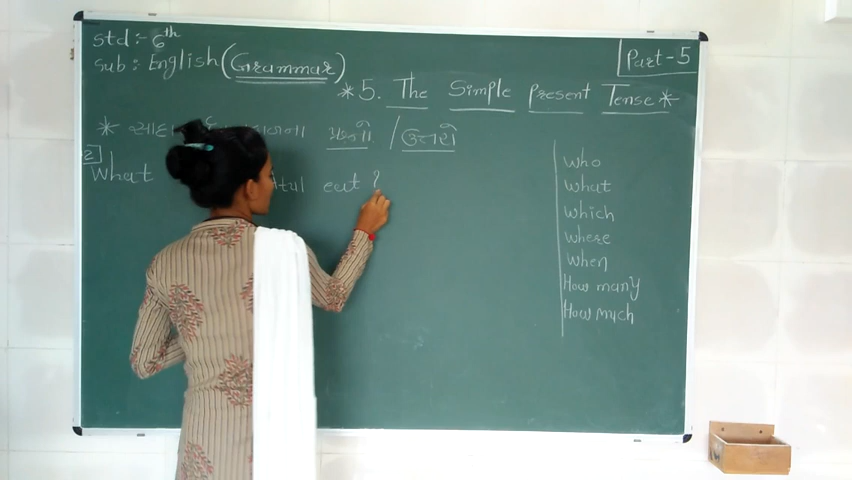 std:- 6th
sub: English (Grammar)
Part-5
*5. The Simple present Tense*
* પ્રશ્નો / ઉત્તરો
What eat ?
Who
what
which
where
when
How many
How much